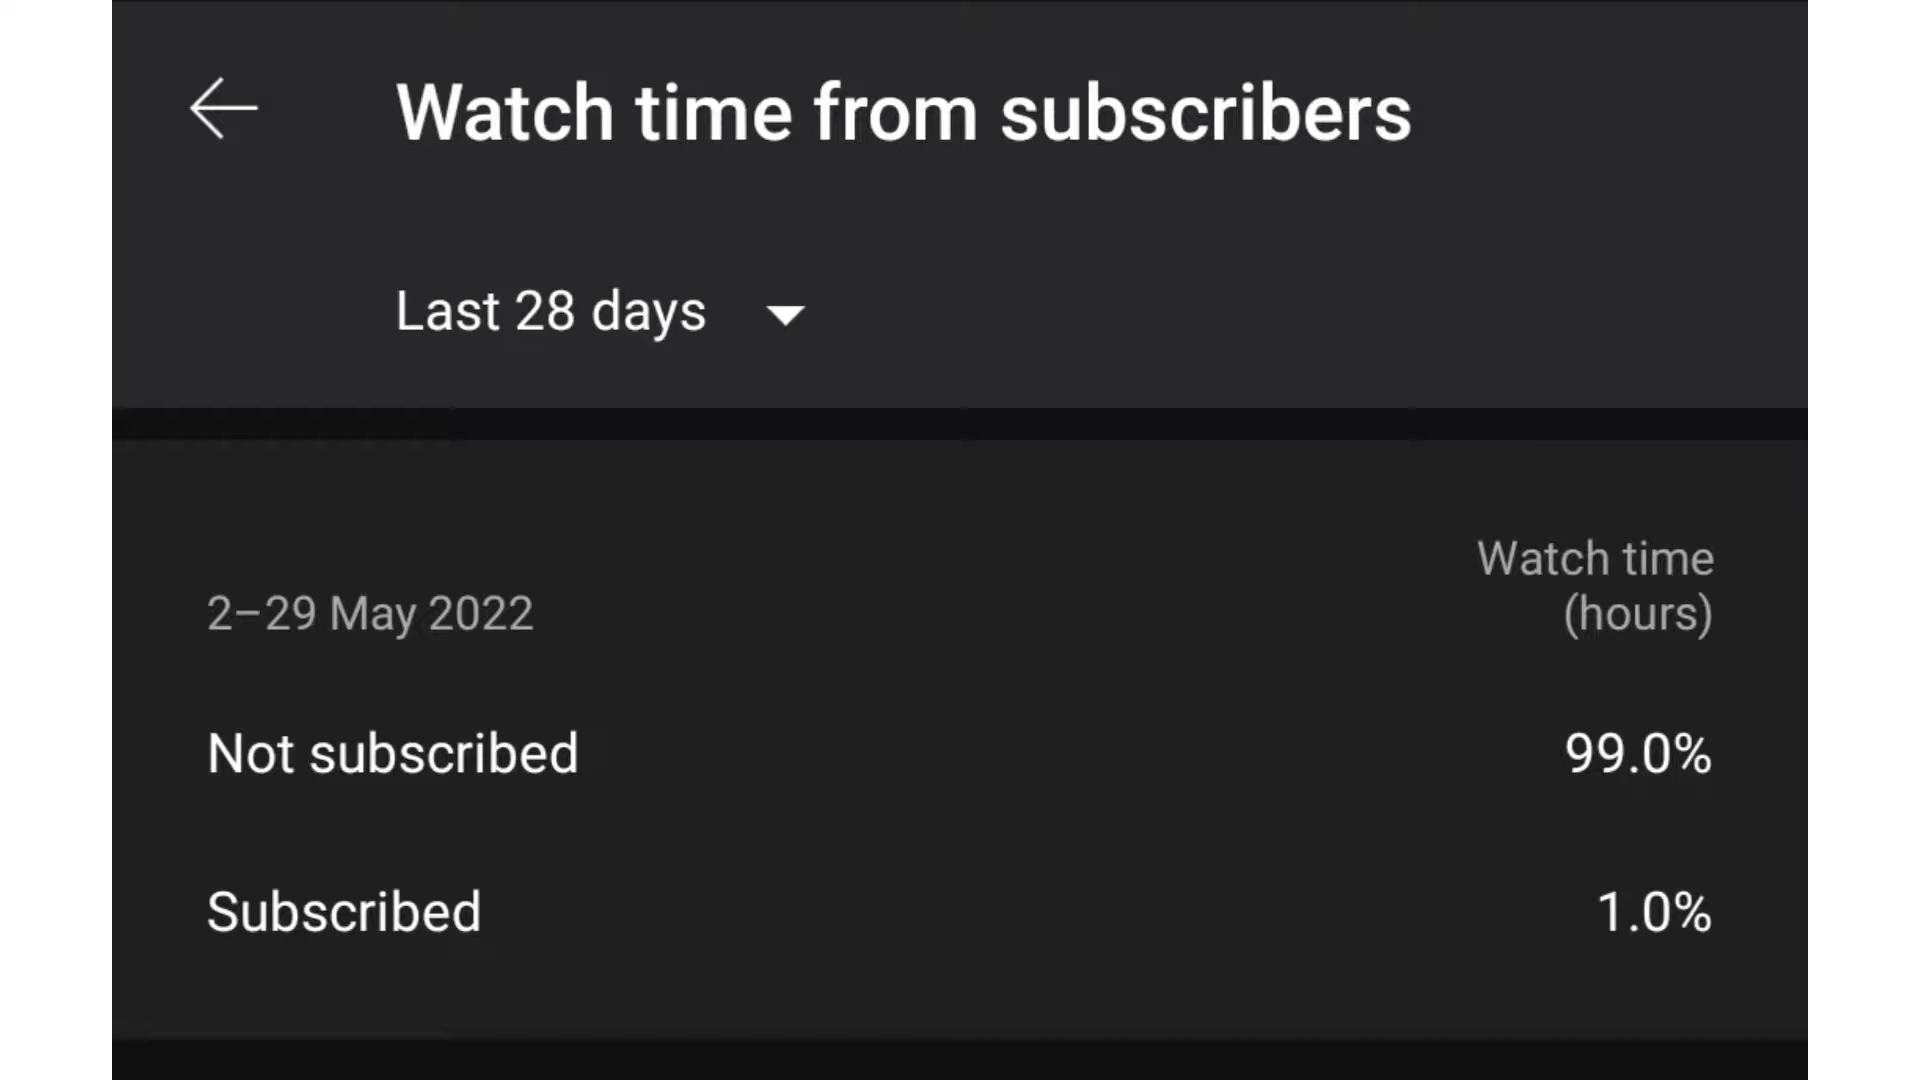 Watch time from subscribers
Last 28 days
Watch time
(hours)
2–29 May 2022
Not subscribed 99.0%
Subscribed 1.0%